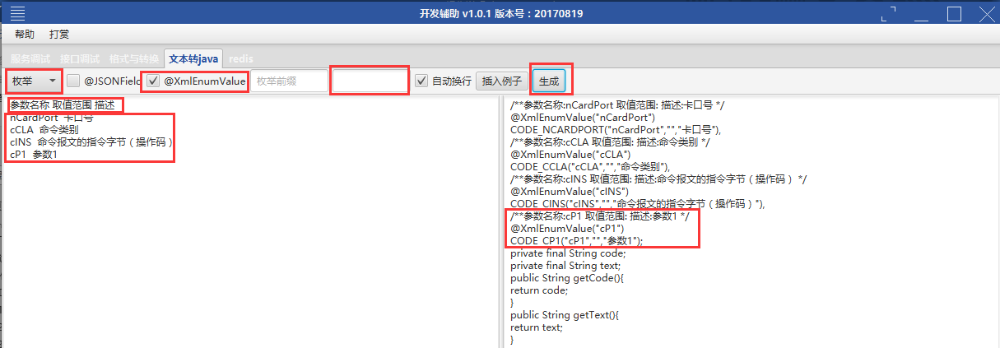 开发辅助 v1.0.1 版本号：20170819
帮助 打赏
服务调试 接口调试 格式与转换 文本转java redis
枚举 @JSONField @XmlEnumValue 枚举前缀 自动换行 插入例子 生成
参数名称 取值范围 描述
nCardPort  卡口号
cCLA  命令类别
cINS  命令报文的指令字节（操作码）
cP1  参数1
/**参数名称:nCardPort 取值范围: 描述:卡口号 */
@XmlEnumValue("nCardPort")
CODE_NCARDPORT("nCardPort","","卡口号"),
/**参数名称:cCLA 取值范围: 描述:命令类别 */
@XmlEnumValue("cCLA")
CODE_CCLA("cCLA","","命令类别"),
/**参数名称:cINS 取值范围: 描述:命令报文的指令字节（操作码） */
@XmlEnumValue("cINS")
CODE_CINS("cINS","","命令报文的指令字节（操作码）"),
/**参数名称:cP1 取值范围: 描述:参数1 */
@XmlEnumValue("cP1")
CODE_CP1("cP1","","参数1");
private final String code;
private final String text;
public String getCode(){
return code;
}
public String getText(){
return text;
}